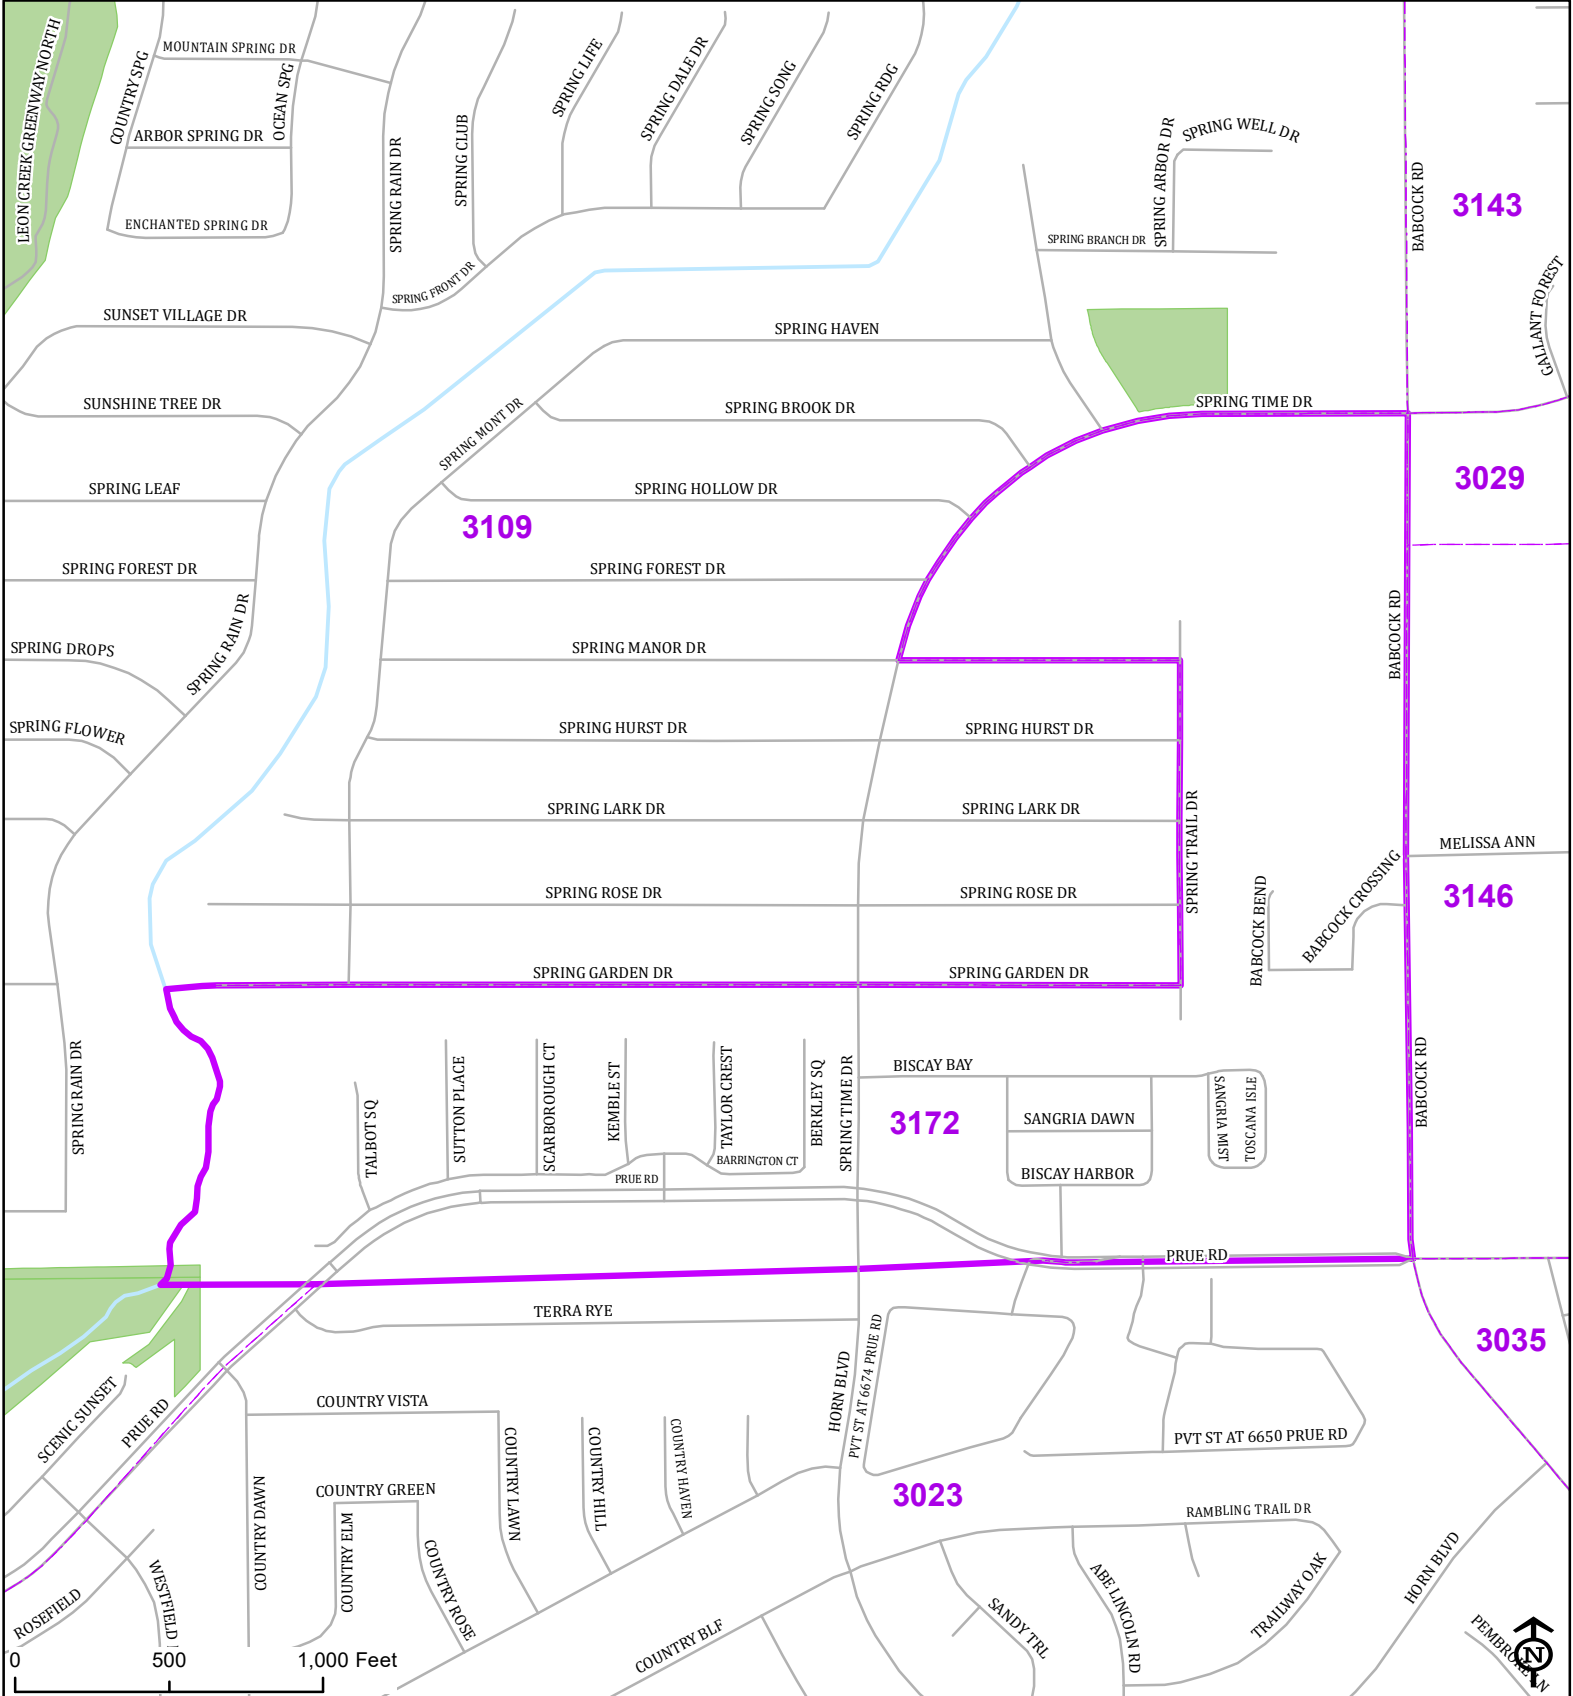 LEON CREEK GREENWAY NORTH
COUNTRY SPG
MOUNTAIN SPRING DR
OCEAN SPG
ARBOR SPRING DR
ENCHANTED SPRING DR
SPRING RAIN DR
SPRING CLUB
SPRING LIFE
SPRING DALE DR
SPRING SONG
SPRING RDG
SPRING FRONT DR
SPRING ARBOR DR
SPRING WELL DR
SPRING BRANCH DR
BABCOCK RD
3143
GALLANT FOREST
SUNSET VILLAGE DR
SPRING HAVEN
SUNSHINE TREE DR
SPRING MONT DR
SPRING BROOK DR
SPRING TIME DR
SPRING LEAF
SPRING HOLLOW DR
3029
3109
SPRING FOREST DR
SPRING FOREST DR
SPRING RAIN DR
BABCOCK RD
SPRING DROPS
SPRING MANOR DR
SPRING FLOWER
SPRING HURST DR
SPRING HURST DR
SPRING LARK DR
SPRING LARK DR
SPRING TRAIL DR
MELISSA ANN
BABCOCK CROSSING
BABCOCK BEND
3146
SPRING ROSE DR
SPRING ROSE DR
SPRING GARDEN DR
SPRING GARDEN DR
SPRING RAIN DR
TALBOT SQ
SUTTON PLACE
SCARBOROUGH CT
KEMBLE ST
TAYLOR CREST
BERKLEY SQ
SPRING TIME DR
BISCAY BAY
3172
SANGRIA DAWN
SANGRIA MIST
TOSCANA ISLE
BABCOCK RD
BARRINGTON CT
PRUE RD
BISCAY HARBOR
PRUE RD
TERRA RYE
3035
HORN BLVD
PVT ST AT 6674 PRUE RD
SCENIC SUNSET
PRUE RD
COUNTRY VISTA
COUNTRY DAWN
COUNTRY GREEN
COUNTRY ELM
COUNTRY ROSE
COUNTRY LAWN
COUNTRY HILL
COUNTRY HAVEN
PVT ST AT 6650 PRUE RD
3023
RAMBLING TRAIL DR
ROSEFIELD
WESTFIELD
COUNTRY BLF
SANDY TRL
ABE LINCOLN RD
TRAILWAY OAK
HORN BLVD
0 500 1,000 Feet
N